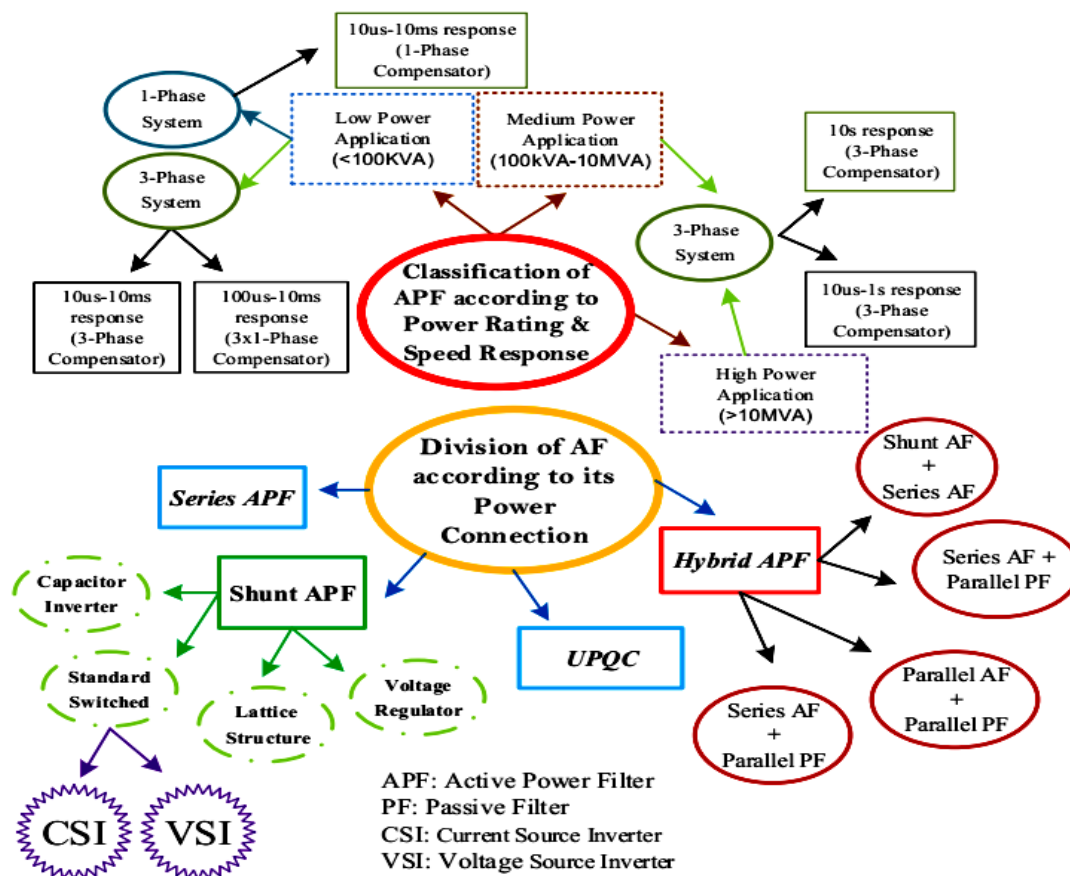 10us-10ms response
(1-Phase
Compensator)
1-Phase
System
Low Power
Application
(<100KVA)
Medium Power
Application
(100kVA-10MVA)
10s response
(3-Phase
Compensator)
3-Phase
System
3-Phase
System
10us-10ms
response
(3-Phase
Compensator)
100us-10ms
response
(3x1-Phase
Compensator)
Classification of
APF according to
Power Rating &
Speed Response
10us-1s response
(3-Phase
Compensator)
High Power
Application
(>10MVA)
Division of AF
according to its
Power
Connection
Series APF
Shunt AF
+
Series AF
Hybrid APF
Series AF +
Parallel PF
Capacitor
Inverter
Shunt APF
UPQC
Standard
Switched
Lattice
Structure
Voltage
Regulator
Series AF
+
Parallel PF
Parallel AF
+
Parallel PF
CSI
VSI
APF: Active Power Filter
PF: Passive Filter
CSI: Current Source Inverter
VSI: Voltage Source Inverter